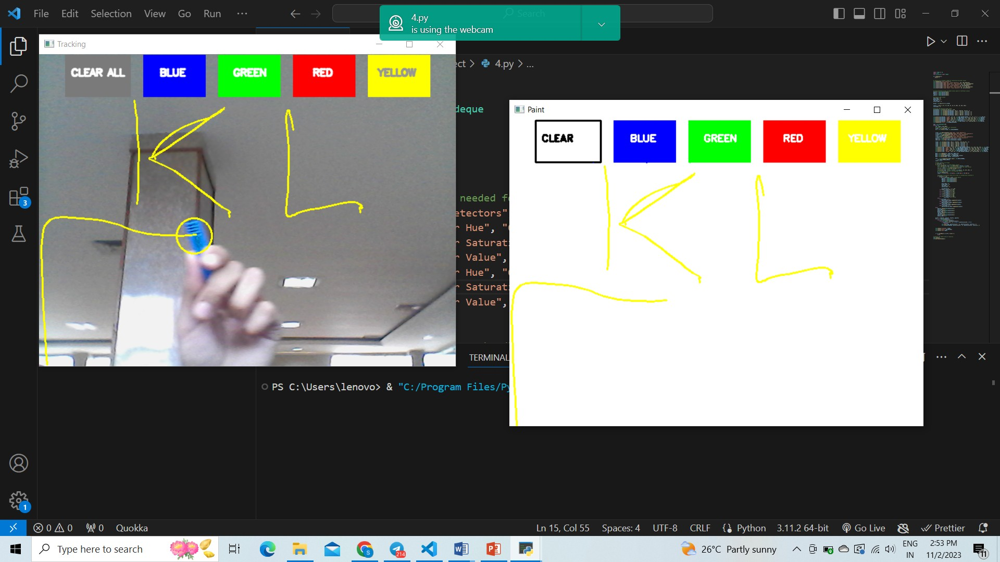 File Edit Selection View Go Run ...
Search
4.py
is using the webcam
Tracking
CLEAR ALL BLUE GREEN RED YELLOW
K L
ect > 4.py > ...
deque
needed f
etectors"
r Hue", "
r Saturat
r Value",
r Hue", "
r Saturat
r Value",
Paint
CLEAR BLUE GREEN RED YELLOW
K L
3
TERMINAL
PS C:\Users\lenovo> & "C:/Program Files/Py
1
0 0 0 Quokka Ln 15, Col 55 Spaces: 4 UTF-8 CRLF Python 3.11.2 64-bit Go Live Prettier
Type here to search 214 26°C Partly sunny ENG IN 2:53 PM 11/2/2023 11